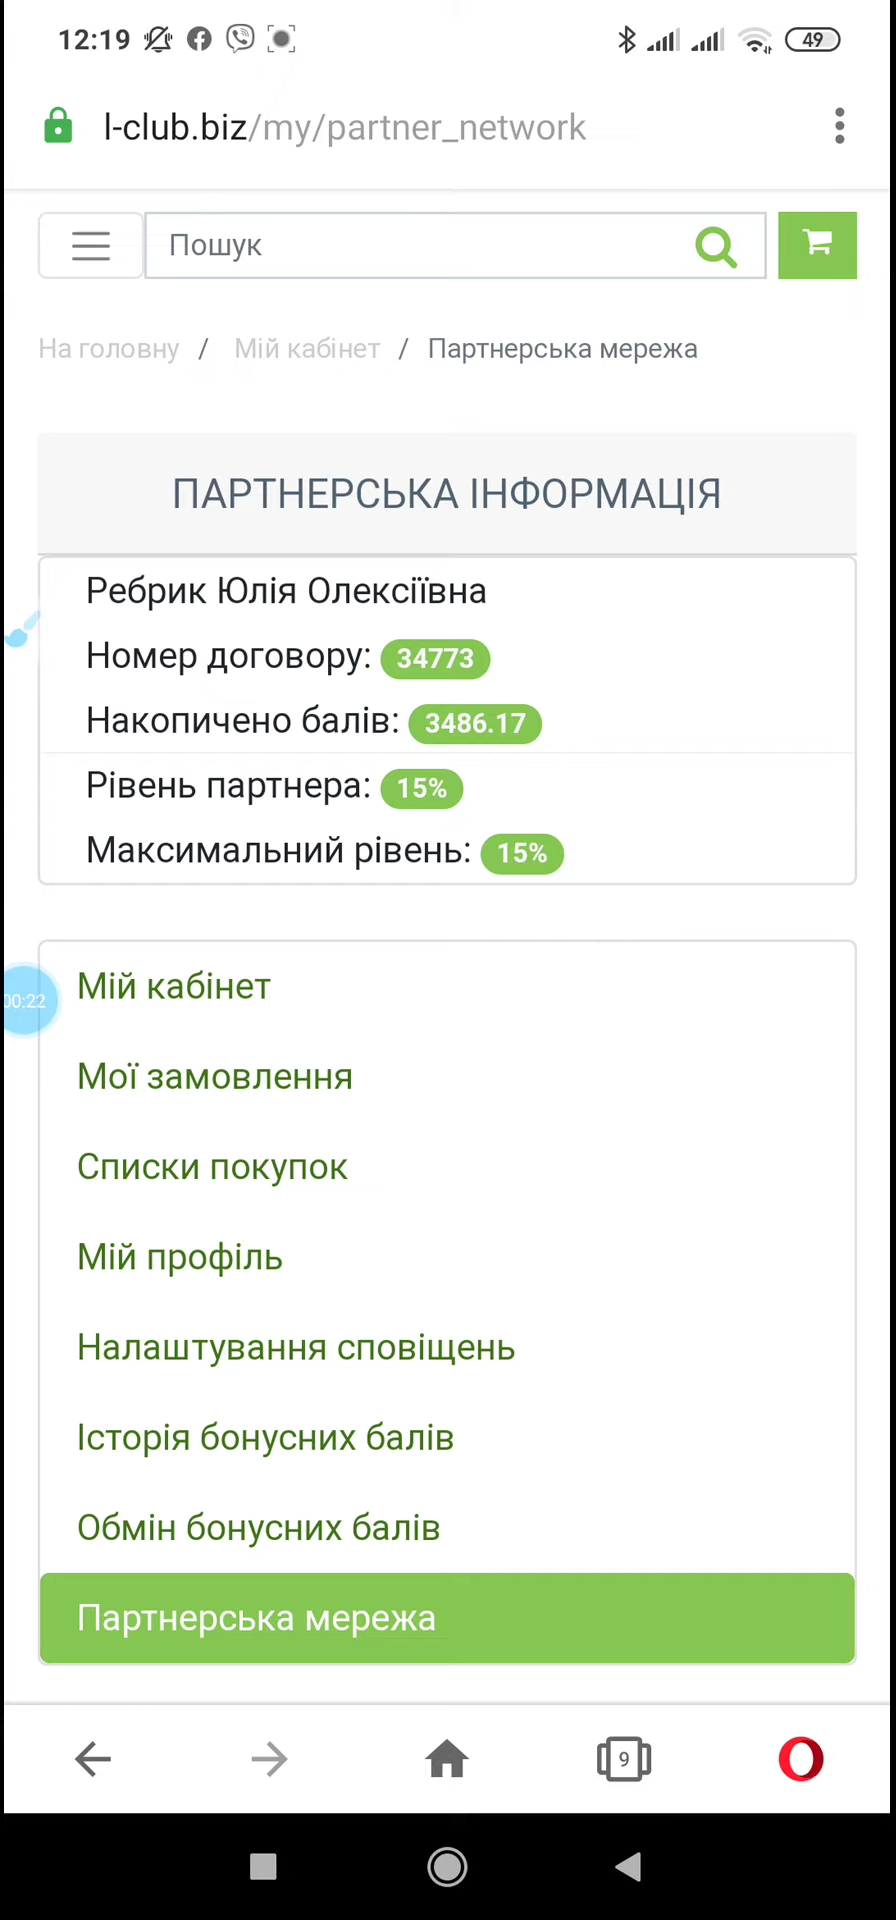 12:19
49
l-club.biz/my/partner_network
Пошук
На головну / Мій кабінет / Партнерська мережа
ПАРТНЕРСЬКА ІНФОРМАЦІЯ
Ребрик Юлія Олексіївна
Номер договору: 34773
Накопичено балів: 3486.17
Рівень партнера: 15%
Максимальний рівень: 15%
Мій кабінет
00:22
Мої замовлення
Списки покупок
Мій профіль
Налаштування сповіщень
Історія бонусних балів
Обмін бонусних балів
Партнерська мережа
9